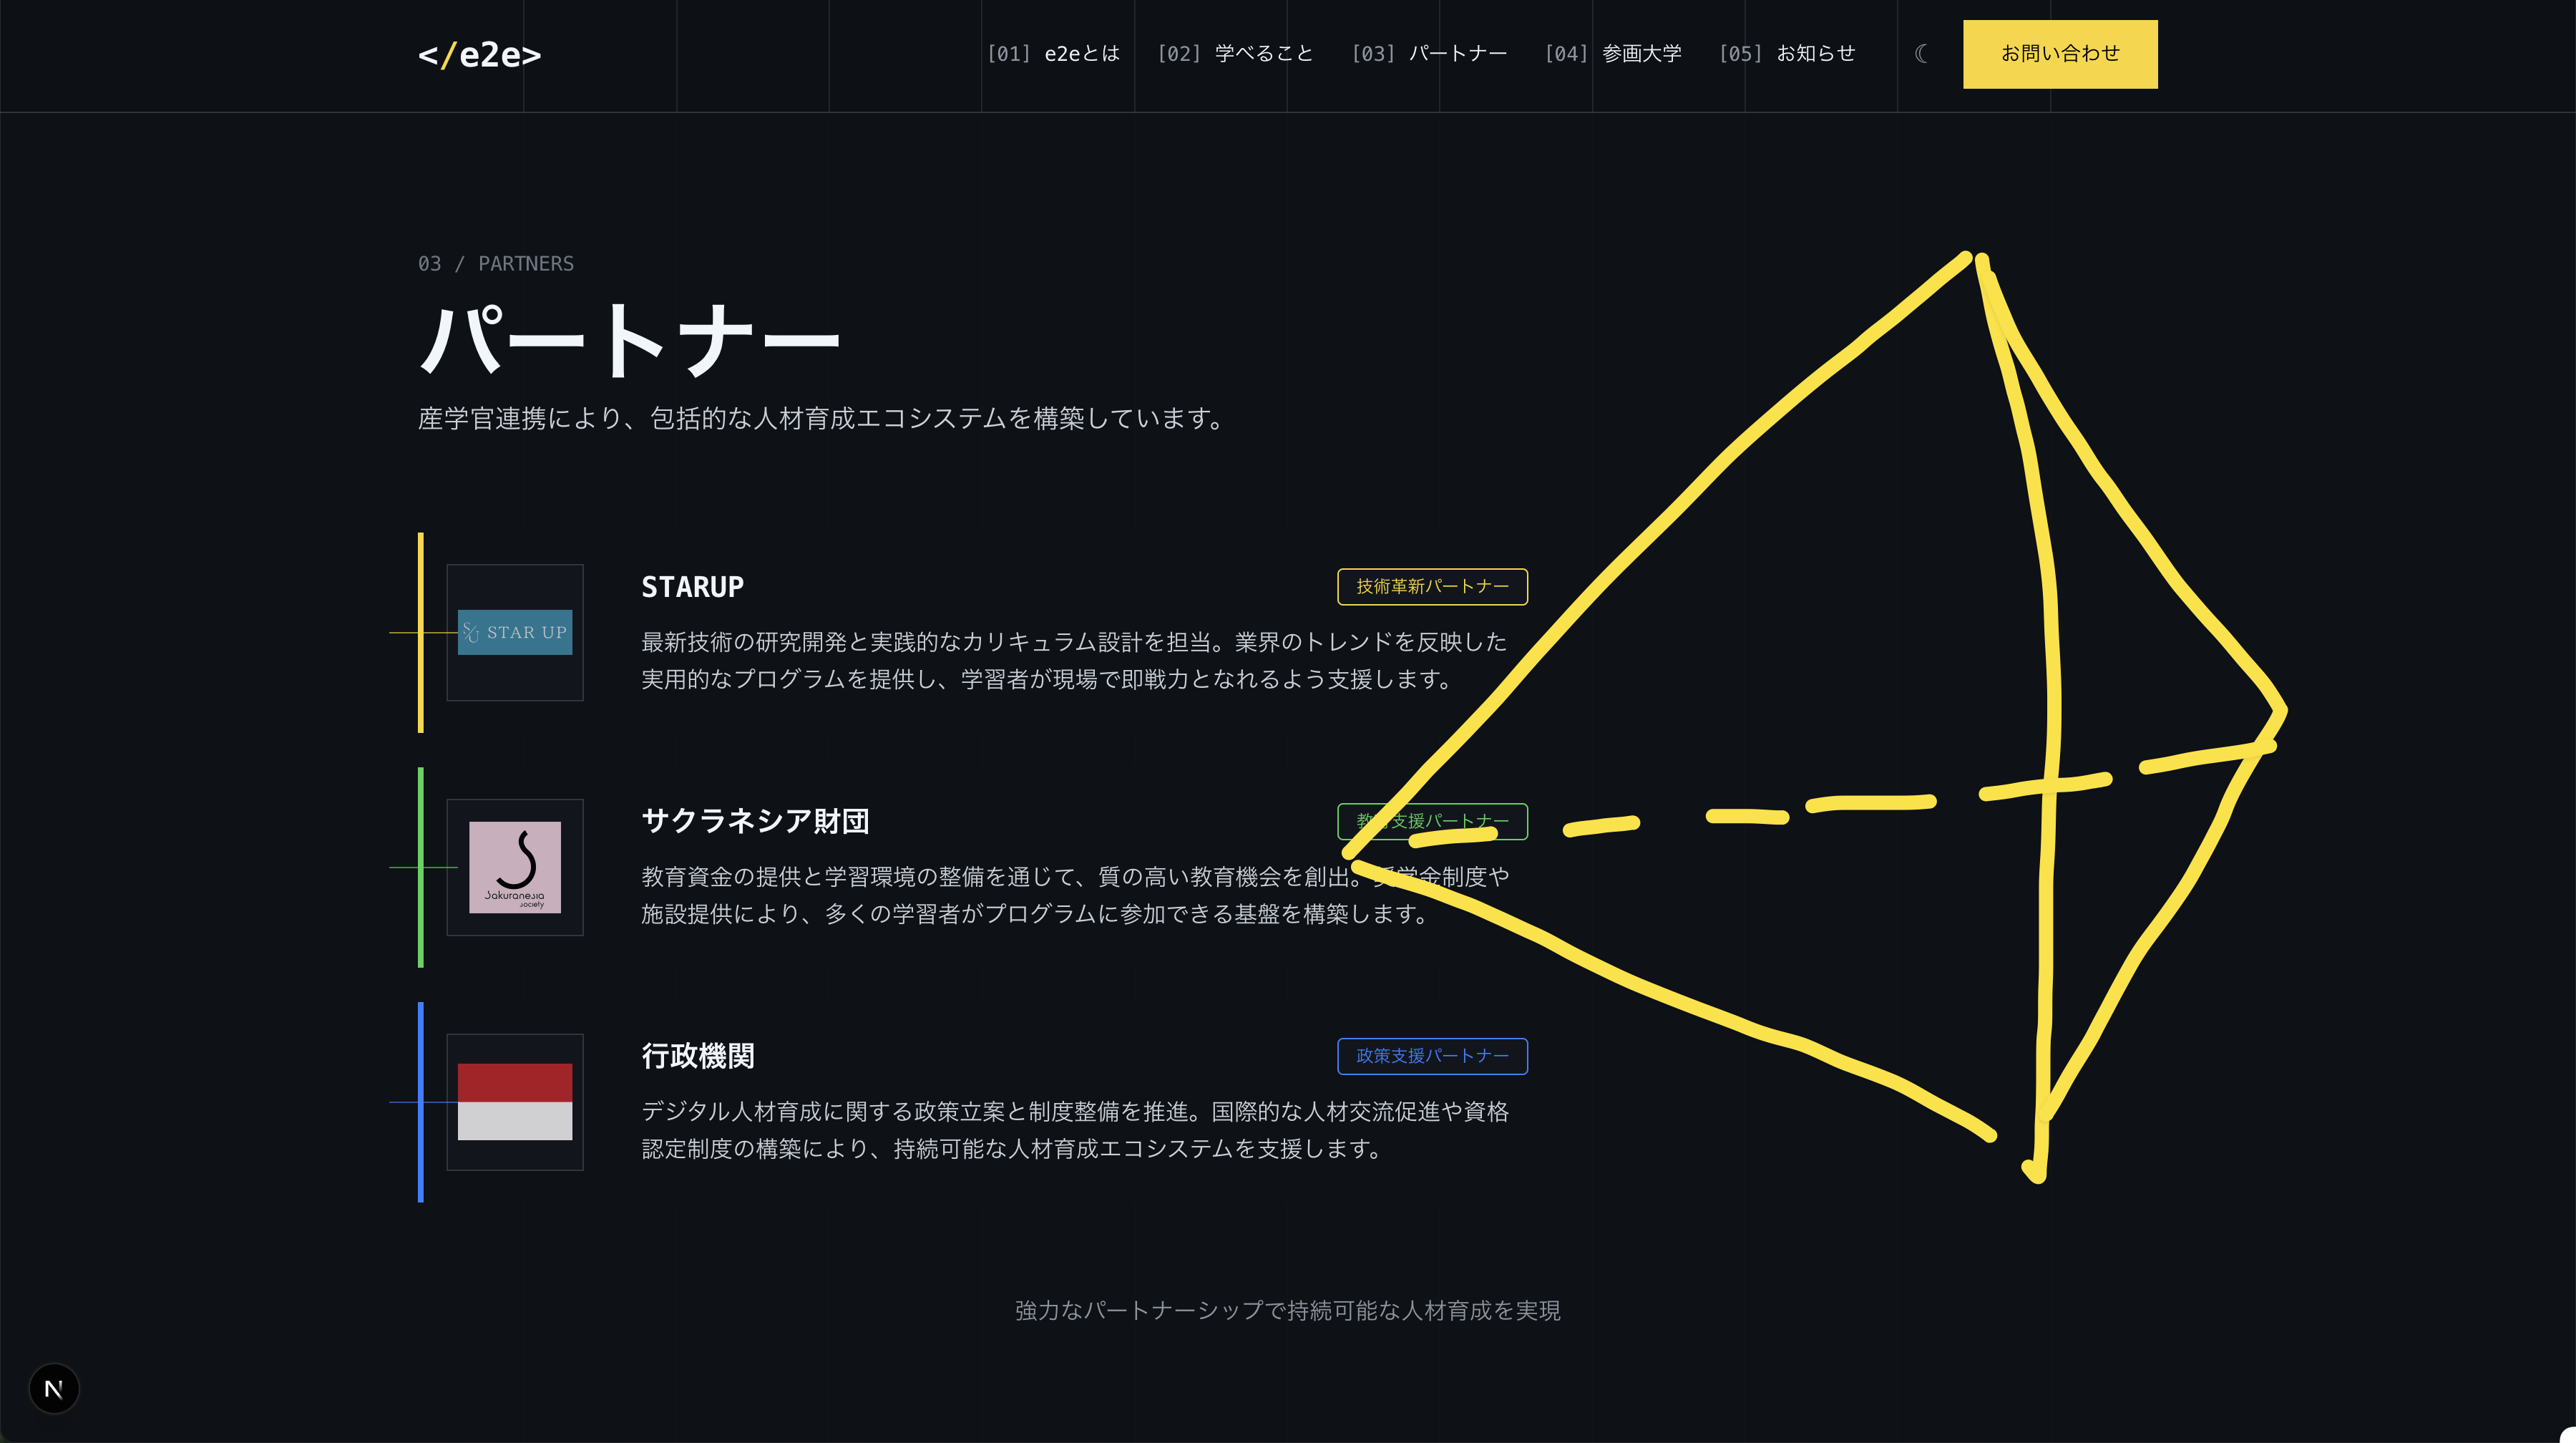 </e2e>
[01] e2eとは [02] 学べること [03] パートナー [04] 参画大学 [05] お知らせ お問い合わせ
03 / PARTNERS
パートナー
産学官連携により、包括的な人材育成エコシステムを構築しています。
STARUP
技術革新パートナー
SU STAR UP
最新技術の研究開発と実践的なカリキュラム設計を担当。業界のトレンドを反映した
実用的なプログラムを提供し、学習者が現場で即戦力となれるよう支援します。
サクラネシア財団
教育支援パートナー
Sakuranesia
society
教育資金の提供と学習環境の整備を通じて、質の高い教育機会を創出。奨学金制度や
施設提供により、多くの学習者がプログラムに参加できる基盤を構築します。
行政機関
政策支援パートナー
デジタル人材育成に関する政策立案と制度整備を推進。国際的な人材交流促進や資格
認定制度の構築により、持続可能な人材育成エコシステムを支援します。
強力なパートナーシップで持続可能な人材育成を実現
N